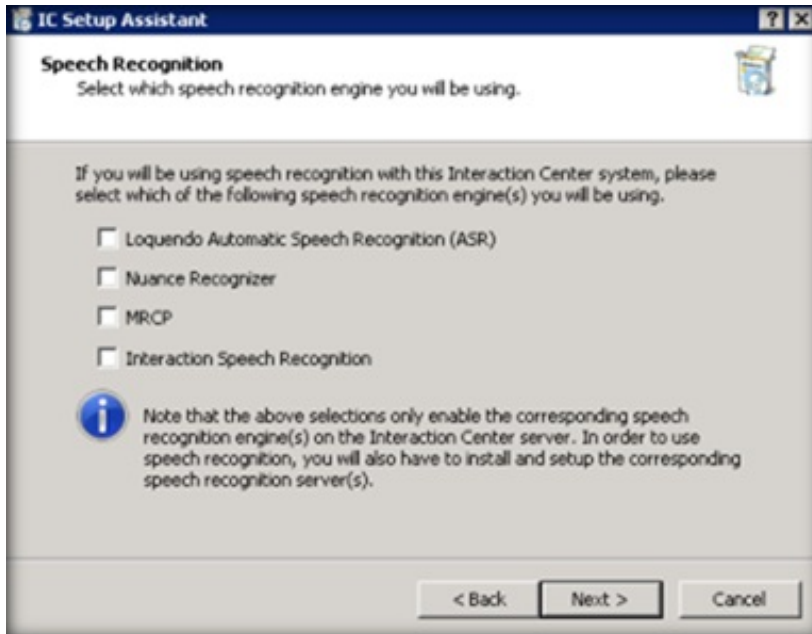 IC Setup Assistant
Speech Recognition
Select which speech recognition engine you will be using.
If you will be using speech recognition with this Interaction Center system, please
select which of the following speech recognition engine(s) you will be using.
Loquendo Automatic Speech Recognition (ASR)
Nuance Recognizer
MRCP
Interaction Speech Recognition
Note that the above selections only enable the corresponding speech
recognition engine(s) on the Interaction Center server. In order to use
speech recognition, you will also have to install and setup the corresponding
speech recognition server(s).
< Back Next > Cancel